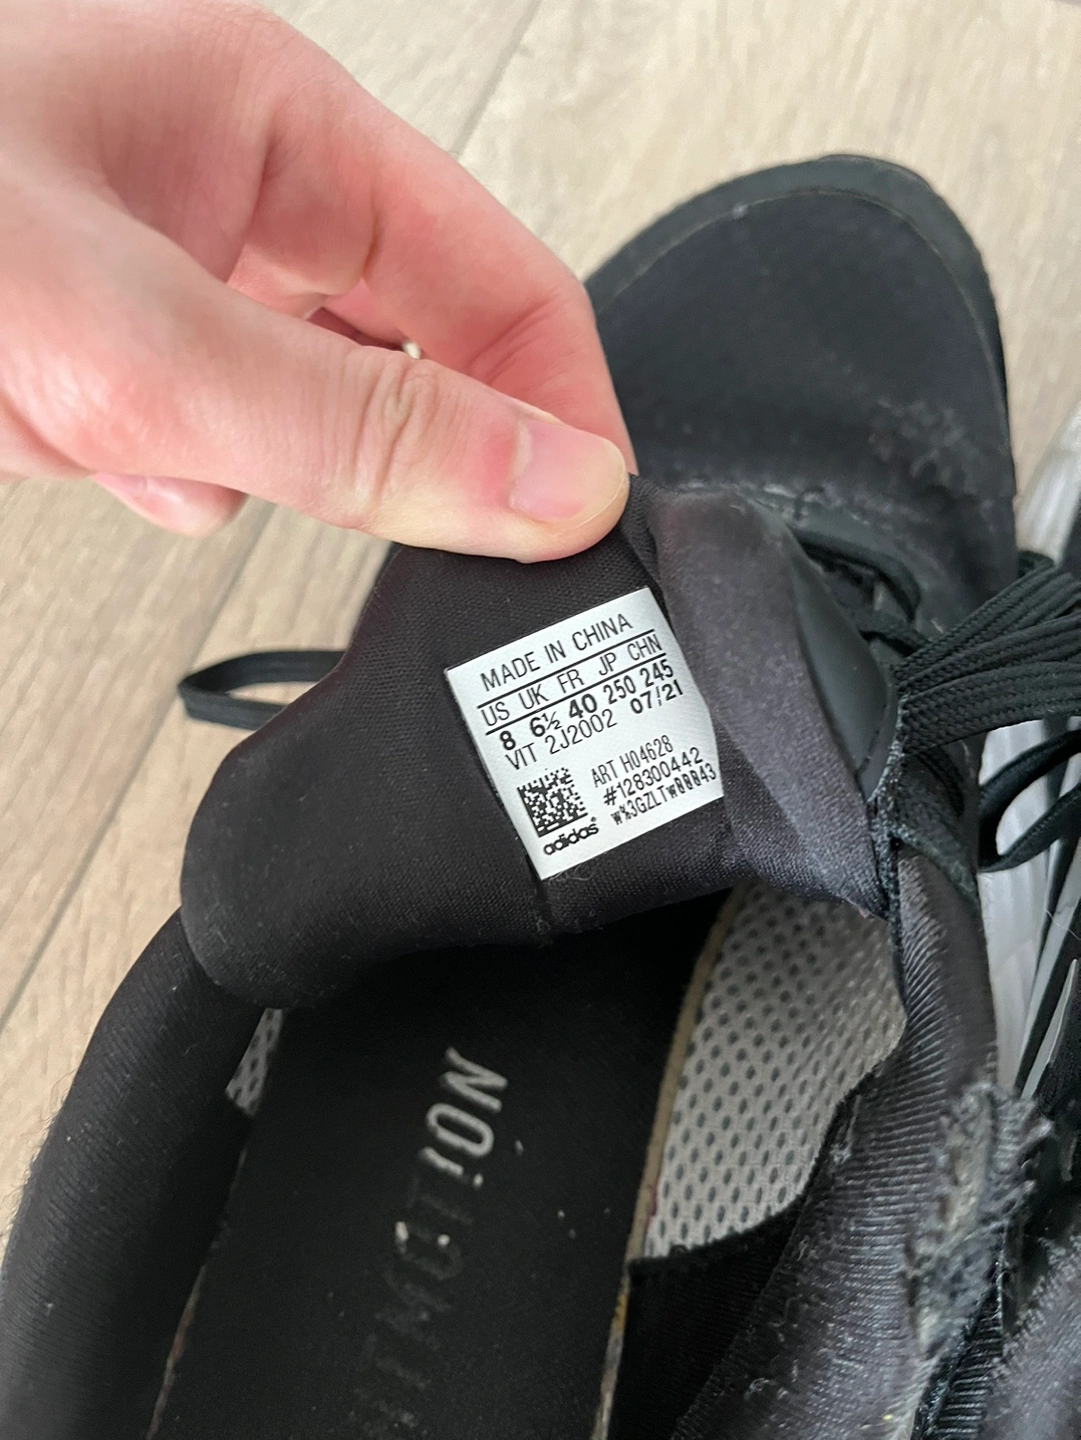 MADE IN CHINA
US UK FR JP CHN
8 6½ 40 250 245
VIT 2J2002 07/21
ART H04628
#128300442
adidas